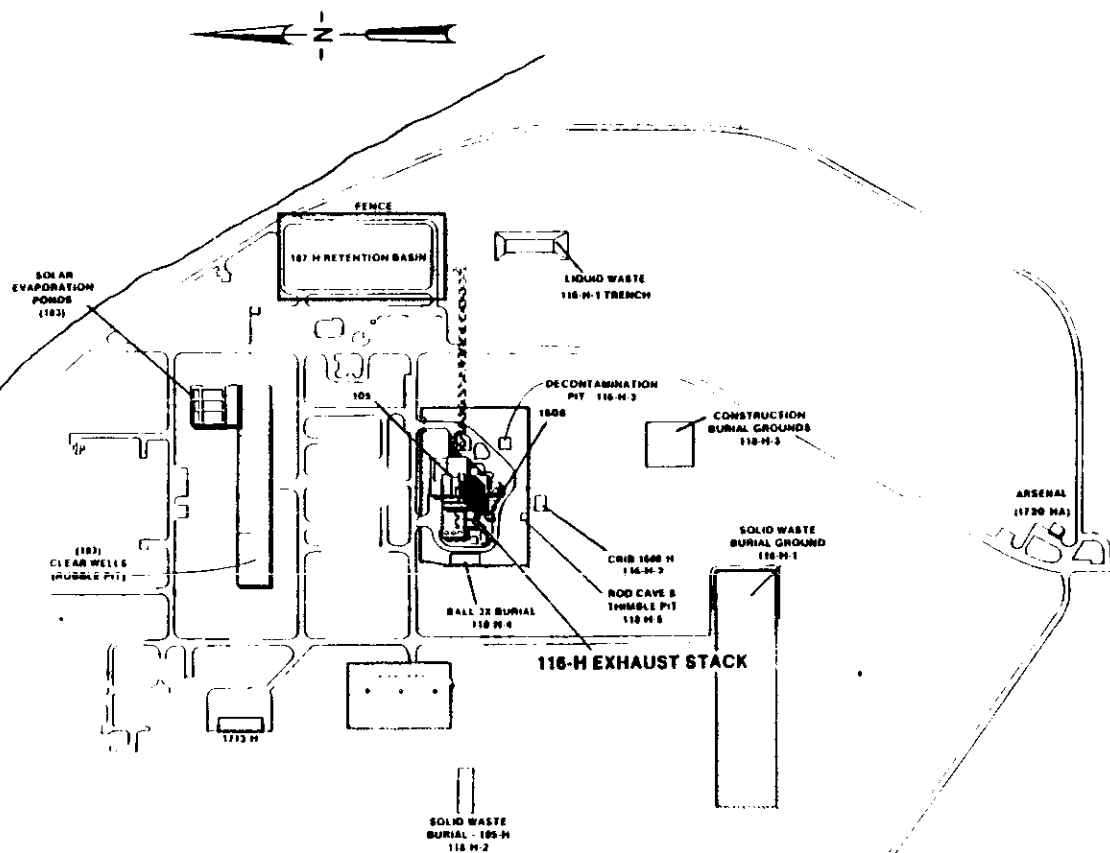 N
FENCE
107 H RETENTION BASIN
LIQUID WASTE
116-H-1 TRENCH
SOLAR
EVAPORATION
PONDS
(183)
105
DECONTAMINATION
PIT 116-H-3
1608
CONSTRUCTION
BURIAL GROUNDS
118-H-3
ARSENAL
(1720 HA)
SOLID WASTE
BURIAL GROUND
118-H-1
(183)
CLEAR WELLS
(RUBBLE PIT)
CRIB 1608 H
116-H-2
ROD CAVE &
THIMBLE PIT
118 H-5
BALL 3X BURIAL
118 H-4
116-H EXHAUST STACK
1713 H
SOLID WASTE
BURIAL - 105-H
118 H-2